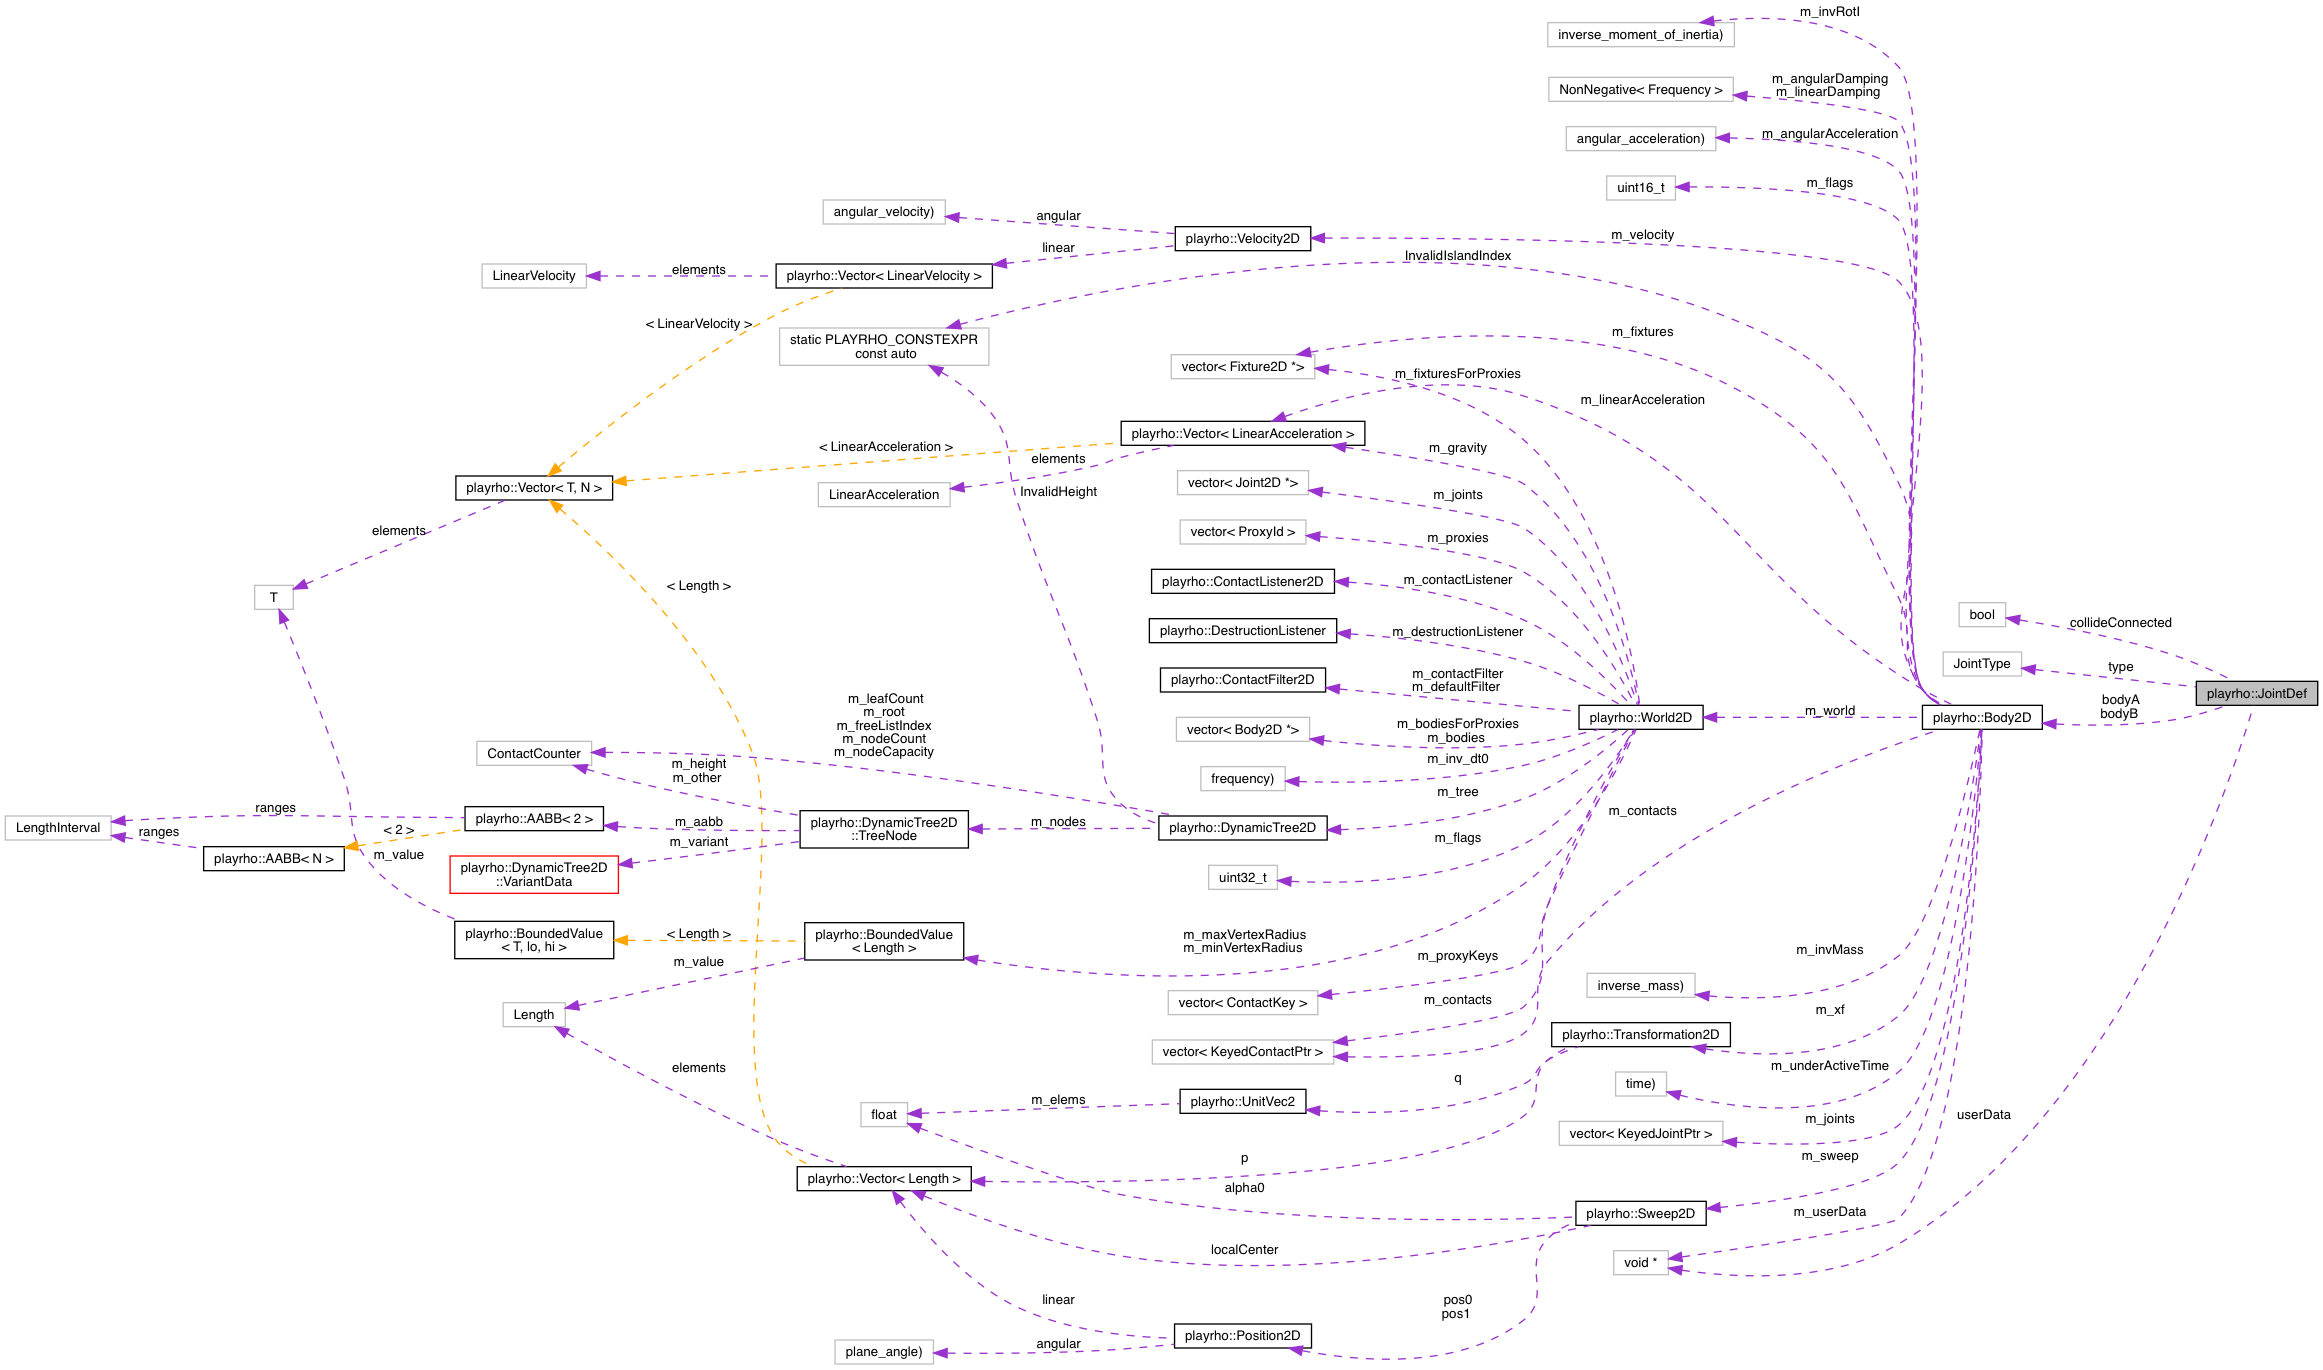 m_invRotI
inverse_moment_of_inertia)
m_angularDamping
m_linearDamping
NonNegative< Frequency >
m_angularAcceleration
angular_acceleration)
m_flags
uint16_t
angular_velocity)
angular
playrho::Velocity2D
m_velocity
linear
InvalidIslandIndex
LinearVelocity
elements
playrho::Vector< LinearVelocity >
< LinearVelocity >
static PLAYRHO_CONSTEXPR
const auto
m_fixtures
vector< Fixture2D *>
m_fixturesForProxies
m_linearAcceleration
playrho::Vector< LinearAcceleration >
< LinearAcceleration >
m_gravity
elements
playrho::Vector< T, N >
LinearAcceleration
InvalidHeight
vector< Joint2D *>
m_joints
elements
vector< ProxyId >
m_proxies
< Length >
playrho::ContactListener2D
m_contactListener
T
bool
collideConnected
playrho::DestructionListener
m_destructionListener
JointType
type
playrho::ContactFilter2D
m_contactFilter
m_defaultFilter
playrho::JointDef
bodyA
bodyB
m_leafCount
m_root
m_freeListIndex
m_nodeCount
m_nodeCapacity
vector< Body2D *>
m_bodiesForProxies
m_bodies
playrho::World2D
m_world
playrho::Body2D
ContactCounter
m_height
m_other
frequency)
m_inv_dt0
m_tree
m_contacts
LengthInterval
ranges
ranges
playrho::AABB< 2 >
< 2 >
m_aabb
m_variant
playrho::DynamicTree2D
::TreeNode
m_nodes
playrho::DynamicTree2D
m_flags
playrho::AABB< N >
m_value
playrho::DynamicTree2D
::VariantData
uint32_t
playrho::BoundedValue
< T, lo, hi >
< Length >
playrho::BoundedValue
< Length >
m_maxVertexRadius
m_minVertexRadius
m_value
m_proxyKeys
m_invMass
inverse_mass)
Length
vector< ContactKey >
m_contacts
m_xf
playrho::Transformation2D
vector< KeyedContactPtr >
elements
m_underActiveTime
q
time)
float
m_elems
playrho::UnitVec2
userData
m_joints
vector< KeyedJointPtr >
p
m_sweep
playrho::Vector< Length >
alpha0
playrho::Sweep2D
m_userData
localCenter
void *
linear
pos0
pos1
playrho::Position2D
angular
plane_angle)